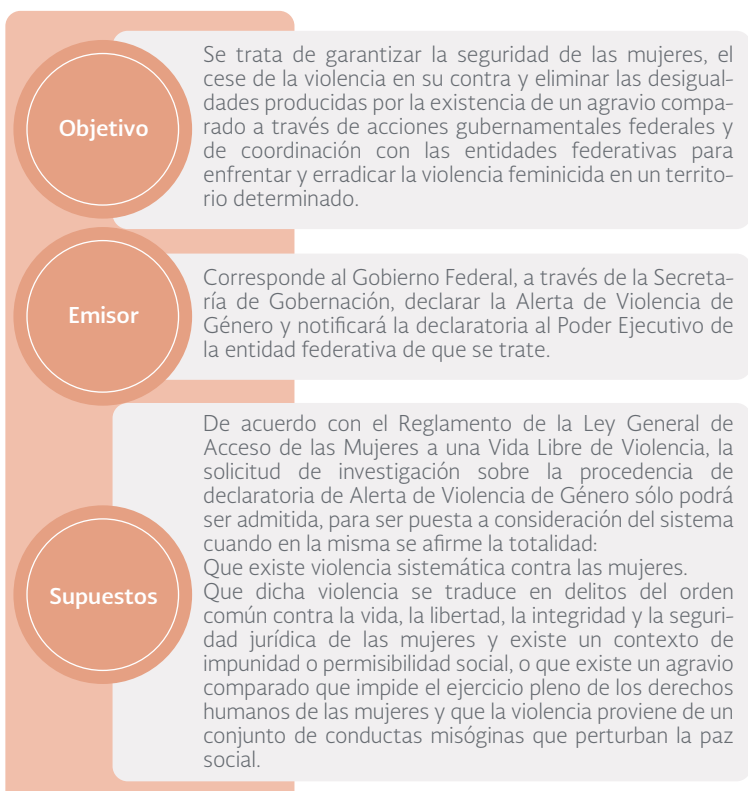 Objetivo
Se trata de garantizar la seguridad de las mujeres, el
cese de la violencia en su contra y eliminar las desigual-
dades producidas por la existencia de un agravio compa-
rado a través de acciones gubernamentales federales y
de coordinación con las entidades federativas para
enfrentar y erradicar la violencia feminicida en un territo-
rio determinado.
Emisor
Corresponde al Gobierno Federal, a través de la Secreta-
ría de Gobernación, declarar la Alerta de Violencia de
Género y notificará la declaratoria al Poder Ejecutivo de
la entidad federativa de que se trate.
Supuestos
De acuerdo con el Reglamento de la Ley General de
Acceso de las Mujeres a una Vida Libre de Violencia, la
solicitud de investigación sobre la procedencia de
declaratoria de Alerta de Violencia de Género sólo podrá
ser admitida, para ser puesta a consideración del sistema
cuando en la misma se afirme la totalidad:
Que existe violencia sistemática contra las mujeres.
Que dicha violencia se traduce en delitos del orden
común contra la vida, la libertad, la integridad y la seguri-
dad jurídica de las mujeres y existe un contexto de
impunidad o permisibilidad social, o que existe un agravio
comparado que impide el ejercicio pleno de los derechos
humanos de las mujeres y que la violencia proviene de un
conjunto de conductas misóginas que perturban la paz
social.